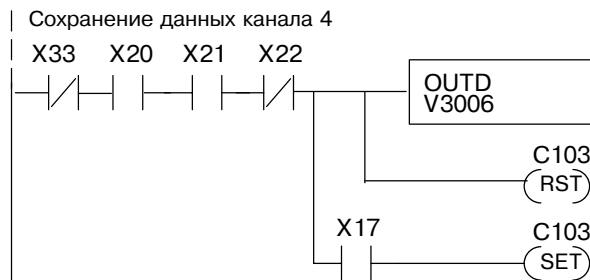 Сохранение данных канала 4
X33 X20 X21 X22
OUTD
V3006
C103
RST
X17 C103
SET